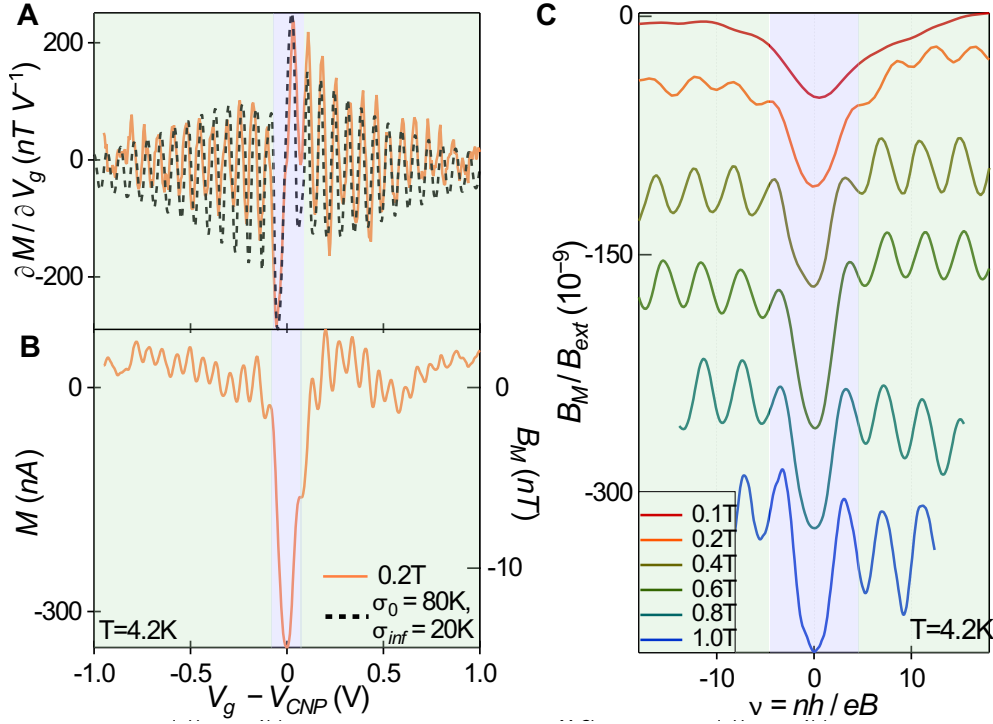 A
∂M/∂V_g (nT V⁻¹)
200
0
-200
B
M (nA)
0
-300
0
-10
B_M (nT)
0.2T
σ_0 = 80K,
σ_inf = 20K
T=4.2K
-1.0
-0.5
0
0.5
1.0
V_g − V_CNP (V)
C
B_M / B_ext (10⁻⁹)
0
-150
-300
0.1T
0.2T
0.4T
0.6T
0.8T
1.0T
T=4.2K
-10
0
10
ν = nh / eB